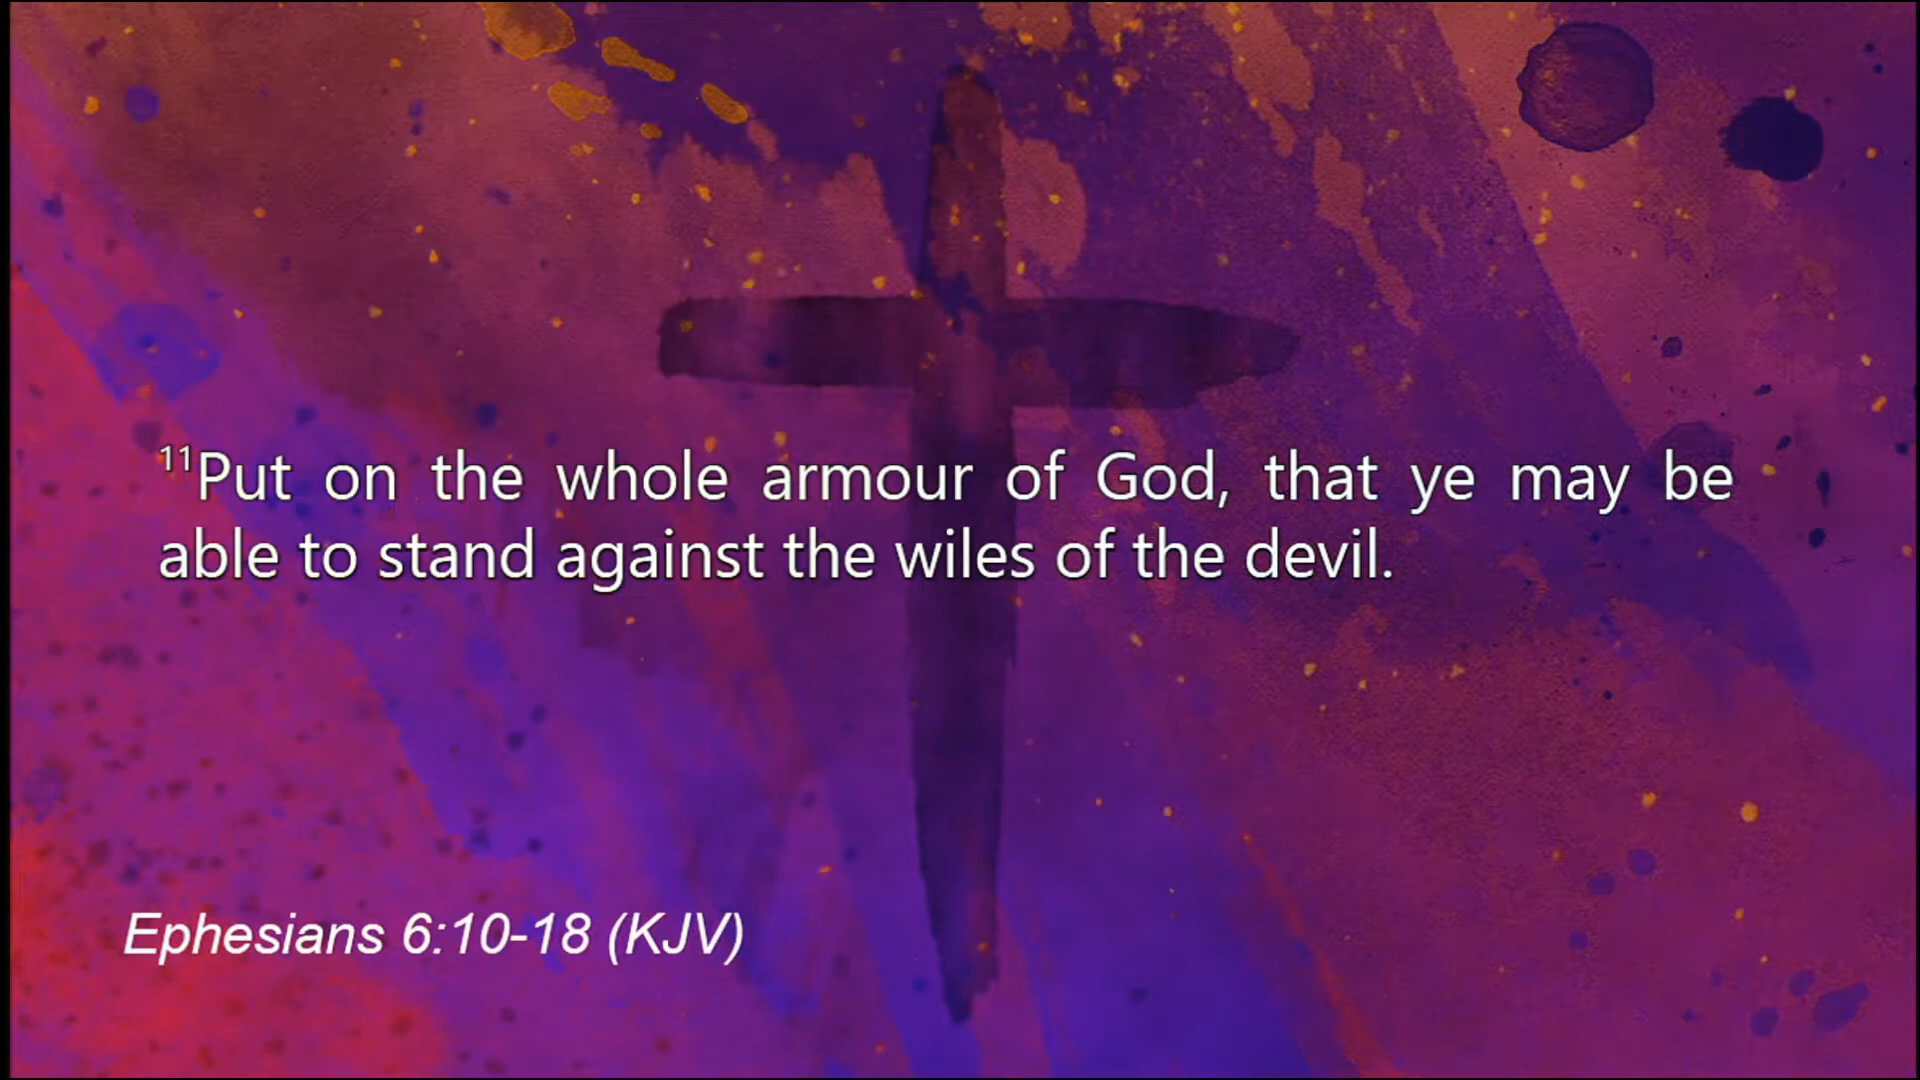 ¹¹Put on the whole armour of God, that ye may be
able to stand against the wiles of the devil.
Ephesians 6:10-18 (KJV)